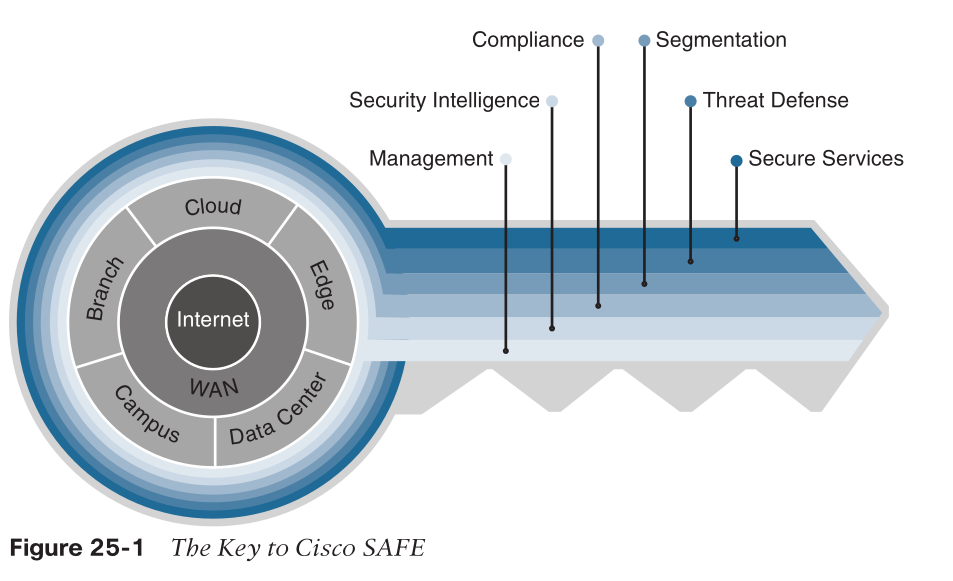 Compliance
Segmentation
Security Intelligence
Threat Defense
Management
Secure Services
Cloud
Branch
Edge
Internet
WAN
Campus
Data Center
Figure 25-1 The Key to Cisco SAFE